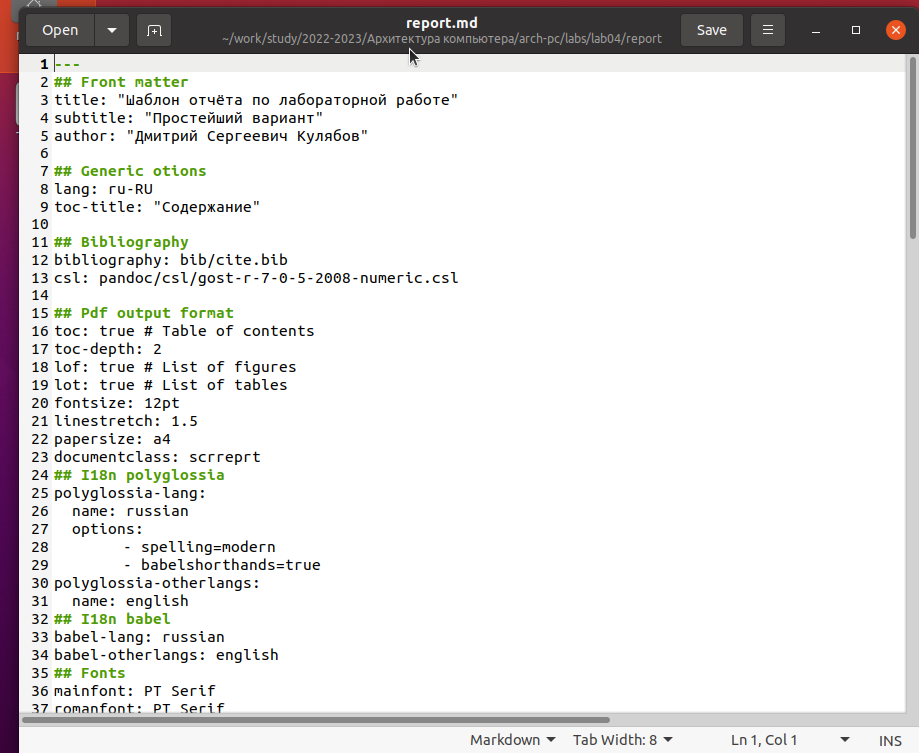 Open
report.md
~/work/study/2022-2023/Архитектура компьютера/arch-pc/labs/lab04/report
Save
1 ---
2 ## Front matter
3 title: "Шаблон отчёта по лабораторной работе"
4 subtitle: "Простейший вариант"
5 author: "Дмитрий Сергеевич Кулябов"
6
7 ## Generic otions
8 lang: ru-RU
9 toc-title: "Содержание"
10
11 ## Bibliography
12 bibliography: bib/cite.bib
13 csl: pandoc/csl/gost-r-7-0-5-2008-numeric.csl
14
15 ## Pdf output format
16 toc: true # Table of contents
17 toc-depth: 2
18 lof: true # List of figures
19 lot: true # List of tables
20 fontsize: 12pt
21 linestretch: 1.5
22 papersize: a4
23 documentclass: scrreprt
24 ## I18n polyglossia
25 polyglossia-lang:
26   name: russian
27   options:
28         - spelling=modern
29         - babelshorthands=true
30 polyglossia-otherlangs:
31   name: english
32 ## I18n babel
33 babel-lang: russian
34 babel-otherlangs: english
35 ## Fonts
36 mainfont: PT Serif
37 romanfont: PT Serif
Markdown
Tab Width: 8
Ln 1, Col 1
INS